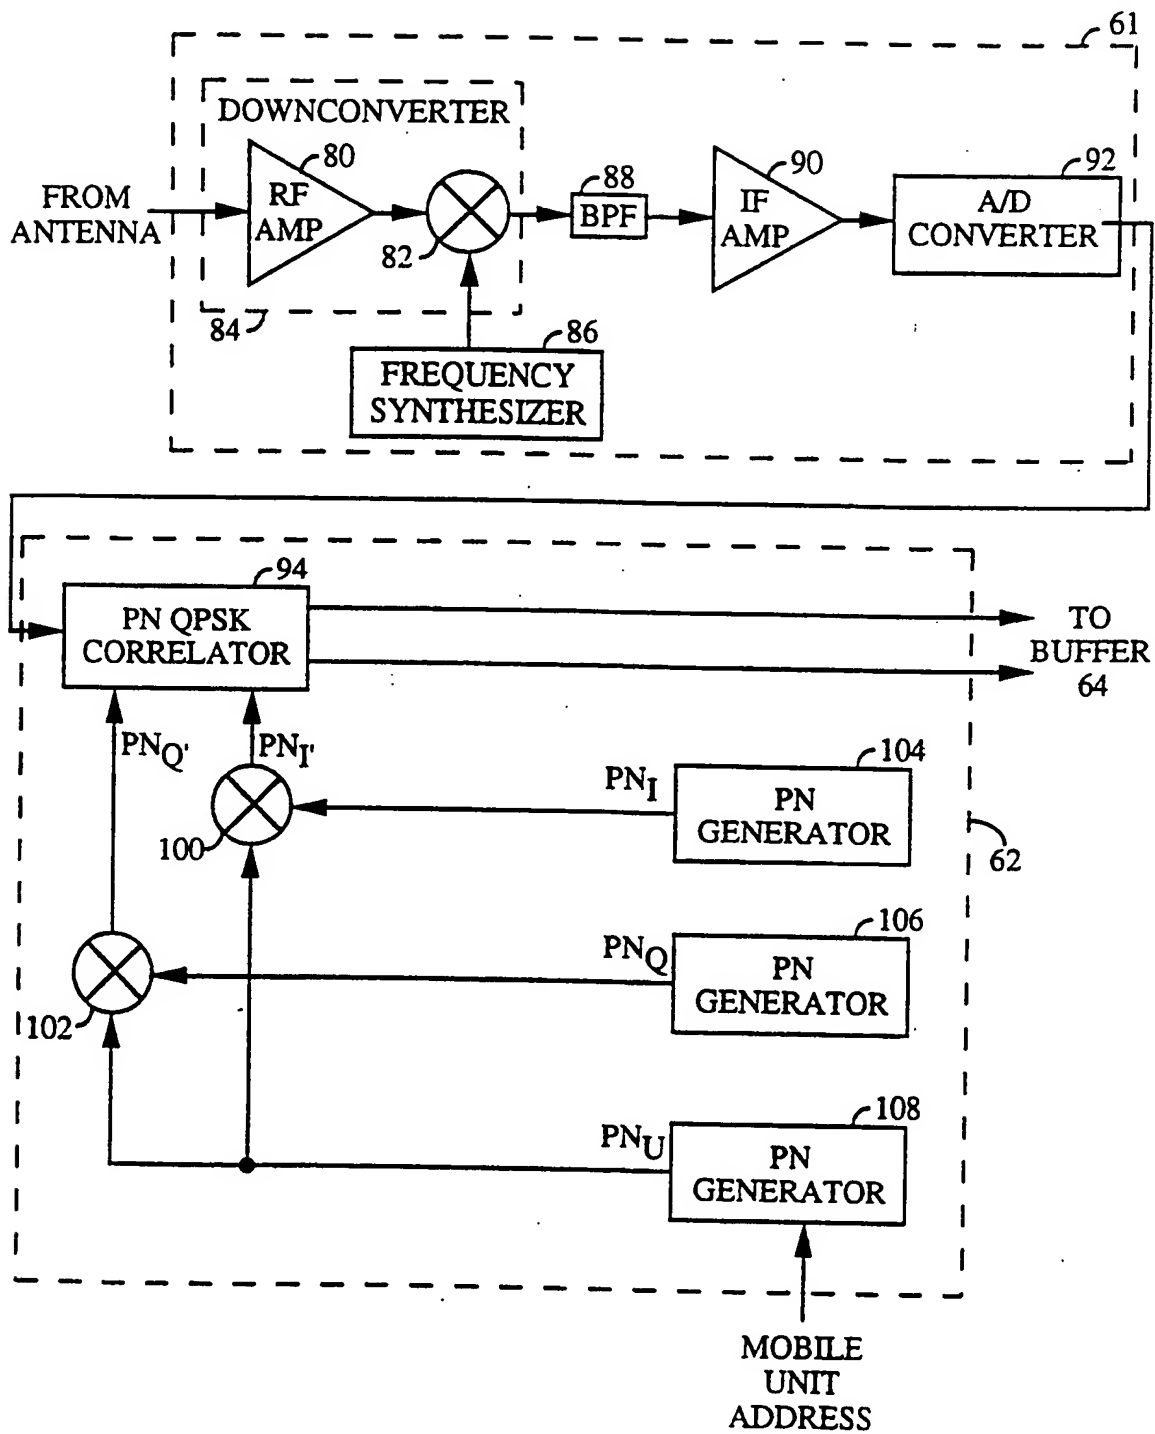 61
DOWNCONVERTER
80
90
92
88
FROM
ANTENNA
RF
AMP
82
BPF
IF
AMP
A/D
CONVERTER
84
86
FREQUENCY
SYNTHESIZER
94
PN QPSK
CORRELATOR
TO
BUFFER
64
PNQ'
PNI'
104
PNI
PN
GENERATOR
100
62
106
PNQ
PN
GENERATOR
102
108
PNU
PN
GENERATOR
MOBILE
UNIT
ADDRESS